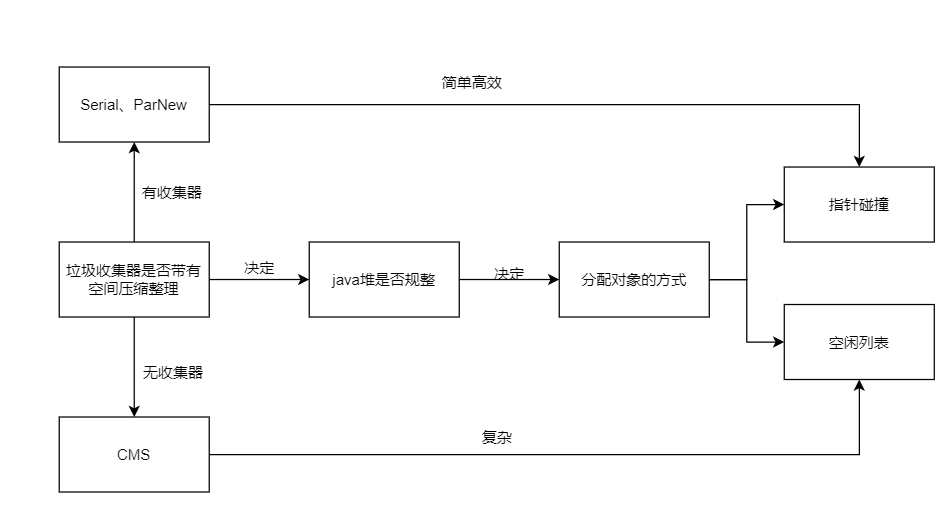 简单高效
Serial、ParNew
有收集器
指针碰撞
垃圾收集器是否带有
空间压缩整理
决定
java堆是否规整
决定
分配对象的方式
空闲列表
无收集器
复杂
CMS